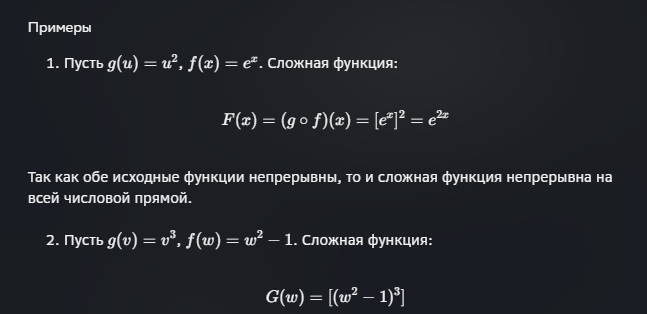 Примеры
1. Пусть g(u) = u², f(x) = eˣ. Сложная функция:
F(x) = (g ∘ f)(x) = [eˣ]² = e²ˣ
Так как обе исходные функции непрерывны, то и сложная функция непрерывна на
всей числовой прямой.
2. Пусть g(v) = v³, f(w) = w² − 1. Сложная функция:
G(w) = [(w² − 1)³]